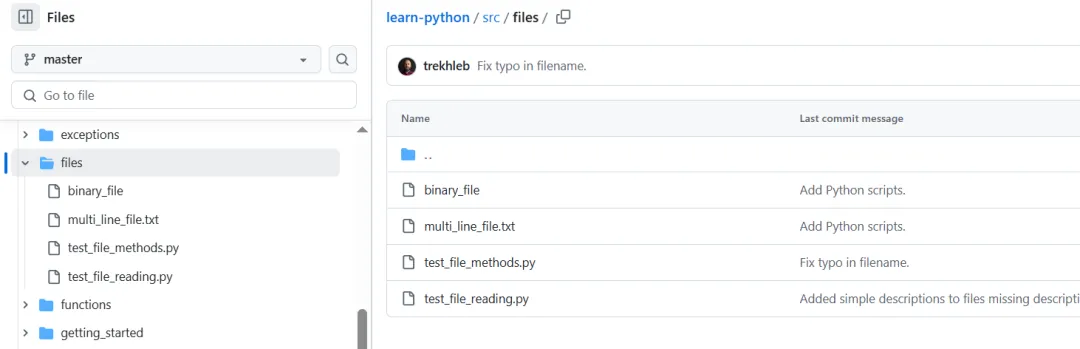 Files
master
Go to file
exceptions
files
binary_file
multi_line_file.txt
test_file_methods.py
test_file_reading.py
functions
getting_started
learn-python / src / files /
trekhleb Fix typo in filename.
Name Last commit message
..
binary_file Add Python scripts.
multi_line_file.txt Add Python scripts.
test_file_methods.py Fix typo in filename.
test_file_reading.py Added simple descriptions to files missing descripti